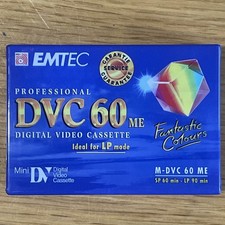 EMTEC
GARANTIE
SERVICE
GUARANTEE
PROFESSIONAL
DVC 60 ME
DIGITAL VIDEO CASSETTE
Ideal for LP mode
Fantastic
Colours
Mini DV Digital
Video
Cassette
M-DVC 60 ME
SP 60 min · LP 90 min